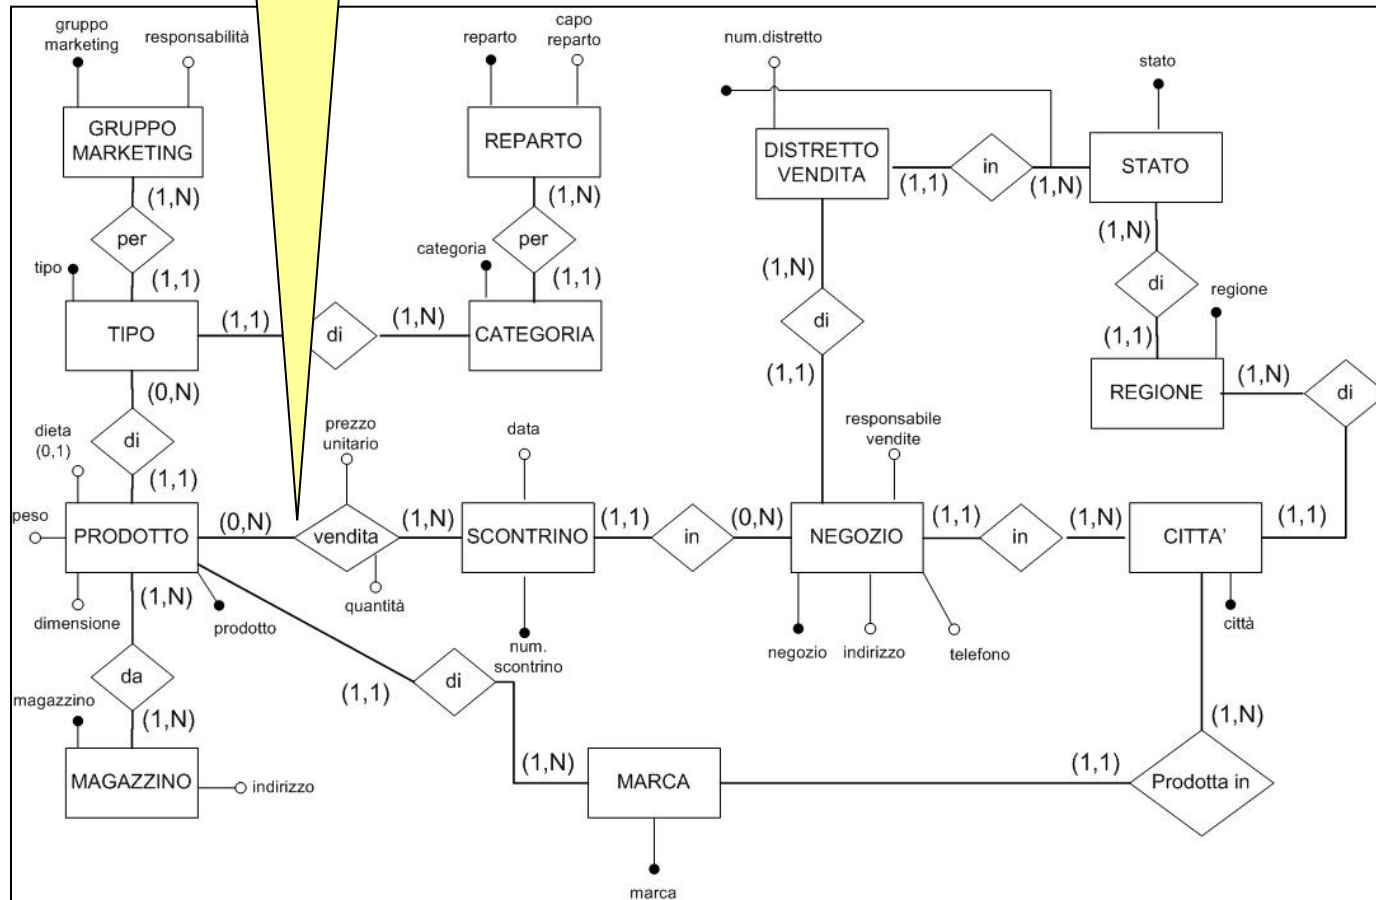 gruppo
marketing
responsabilità
reparto
capo
reparto
num.distretto
stato
GRUPPO
MARKETING
REPARTO
DISTRETTO
VENDITA
in
STATO
(1,1)
(1,N)
(1,N)
(1,N)
(1,N)
per
per
categoria
(1,N)
tipo
(1,1)
(1,1)
di
regione
TIPO
(1,1)
di
(1,N)
CATEGORIA
di
(1,1)
(1,1)
REGIONE
(1,N)
di
(0,N)
dieta
(0,1)
di
prezzo
unitario
data
responsabile
vendite
(1,1)
peso
PRODOTTO
(0,N)
vendita
(1,N)
SCONTRINO
(1,1)
in
(0,N)
NEGOZIO
(1,1)
in
(1,N)
CITTA'
(1,1)
(1,N)
quantità
dimensione
prodotto
num.
scontrino
negozio
indirizzo
telefono
città
da
(1,1)
di
magazzino
(1,N)
(1,N)
MAGAZZINO
indirizzo
(1,N)
MARCA
(1,1)
Prodotta in
marca